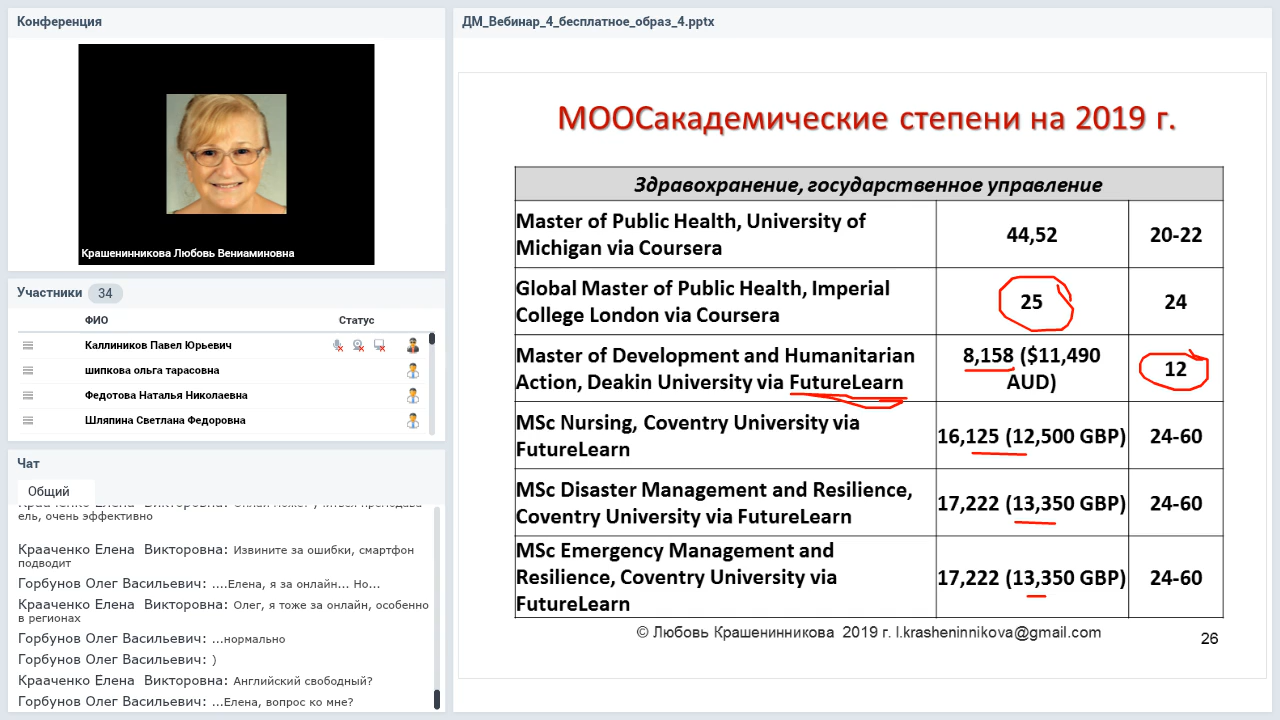 Конференция
Крашенинникова Любовь Вениаминовна
Участники 34
ФИО Статус
Каллиников Павел Юрьевич
шипкова ольга тарасовна
Федотова Наталья Николаевна
Шляпина Светлана Федоровна
Чат
Общий
ель, очень эффективно
Крааченко Елена Викторовна: Извините за ошибки, смартфон
подводит
Горбунов Олег Васильевич: ....Елена, я за онлайн... Но...
Крааченко Елена Викторовна: Олег, я тоже за онлайн, особенно
в регионах
Горбунов Олег Васильевич: ...нормально
Горбунов Олег Васильевич: )
Крааченко Елена Викторовна: Английский свободный?
Горбунов Олег Васильевич: ...Елена, вопрос ко мне?
ДМ_Вебинар_4_бесплатное_образ_4.pptx
МООСакадемические степени на 2019 г.
Здравохранение, государственное управление
Master of Public Health, University of
Michigan via Coursera
44,52
20-22
Global Master of Public Health, Imperial
College London via Coursera
25
24
Master of Development and Humanitarian
Action, Deakin University via FutureLearn
8,158 ($11,490
AUD)
12
MSc Nursing, Coventry University via
FutureLearn
16,125 (12,500 GBP)
24-60
MSc Disaster Management and Resilience,
Coventry University via FutureLearn
17,222 (13,350 GBP)
24-60
MSc Emergency Management and
Resilience, Coventry University via
FutureLearn
17,222 (13,350 GBP)
24-60
© Любовь Крашенинникова 2019 г. l.krasheninnikova@gmail.com
26